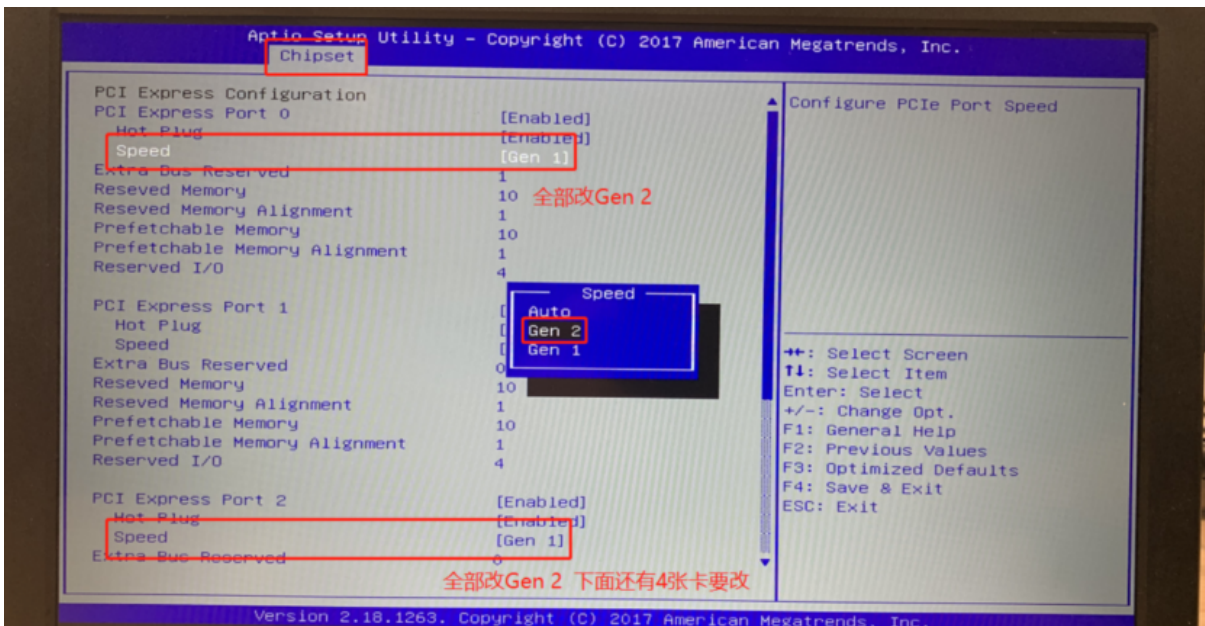 Aptio Setup Utility – Copyright (C) 2017 American Megatrends, Inc.
Chipset
PCI Express Configuration
PCI Express Port 0 [Enabled]
Hot Plug [Enabled]
Speed [Gen 1]
Extra Bus Reserved 1
Reseved Memory 10
全部改Gen 2
Reseved Memory Alignment 1
Prefetchable Memory 10
Prefetchable Memory Alignment 1
Reserved I/O 4
PCI Express Port 1 [
Hot Plug [
Speed [
Extra Bus Reserved 0
Reseved Memory 10
Reseved Memory Alignment 1
Prefetchable Memory 10
Prefetchable Memory Alignment 1
Reserved I/O 4
PCI Express Port 2 [Enabled]
Hot Plug [Enabled]
Speed [Gen 1]
Extra Bus Reserved 0
全部改Gen 2 下面还有4张卡要改
Speed
Auto
Gen 2
Gen 1
Configure PCIe Port Speed
→←: Select Screen
↑↓: Select Item
Enter: Select
+/-: Change Opt.
F1: General Help
F2: Previous Values
F3: Optimized Defaults
F4: Save & Exit
ESC: Exit
Version 2.18.1263. Copyright (C) 2017 American Megatrends, Inc.